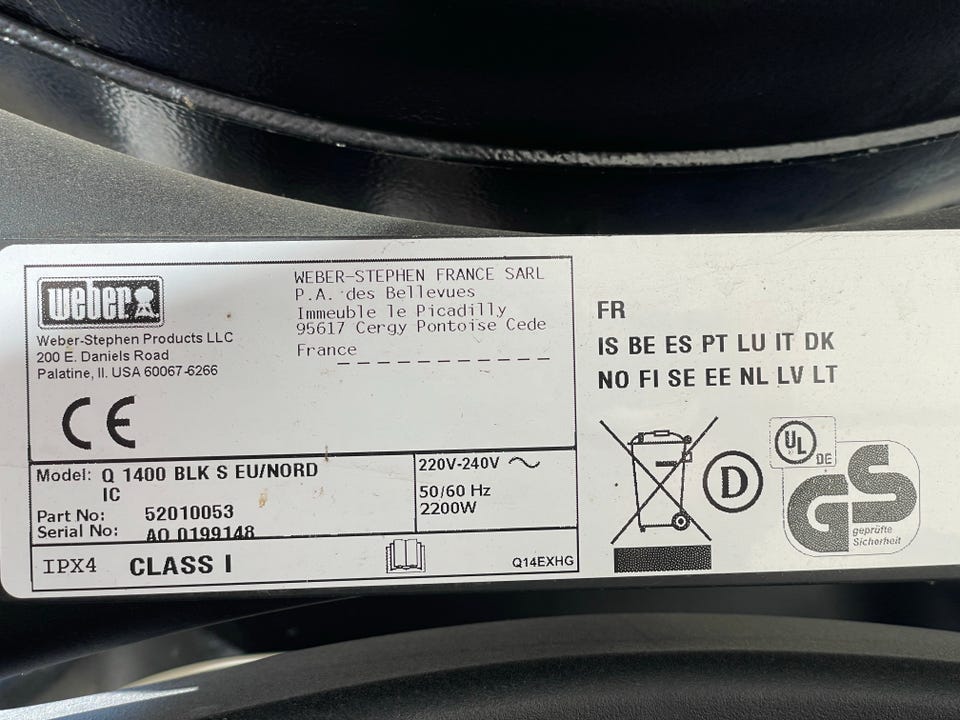 weber
Weber-Stephen Products LLC
200 E. Daniels Road
Palatine, Il. USA 60067-6266
WEBER-STEPHEN FRANCE SARL
P.A. des Bellevues
Immeuble le Picadilly
95617 Cergy Pontoise Cede
France
CE
Model: Q 1400 BLK S EU/NORD
IC
Part No: 52010053
Serial No: AO 0199148
220V-240V
50/60 Hz
2200W
IPX4 CLASS I
Q14EXHG
FR
IS BE ES PT LU IT DK
NO FI SE EE NL LV LT
D
UL
DE
GS
geprüfte
Sicherheit